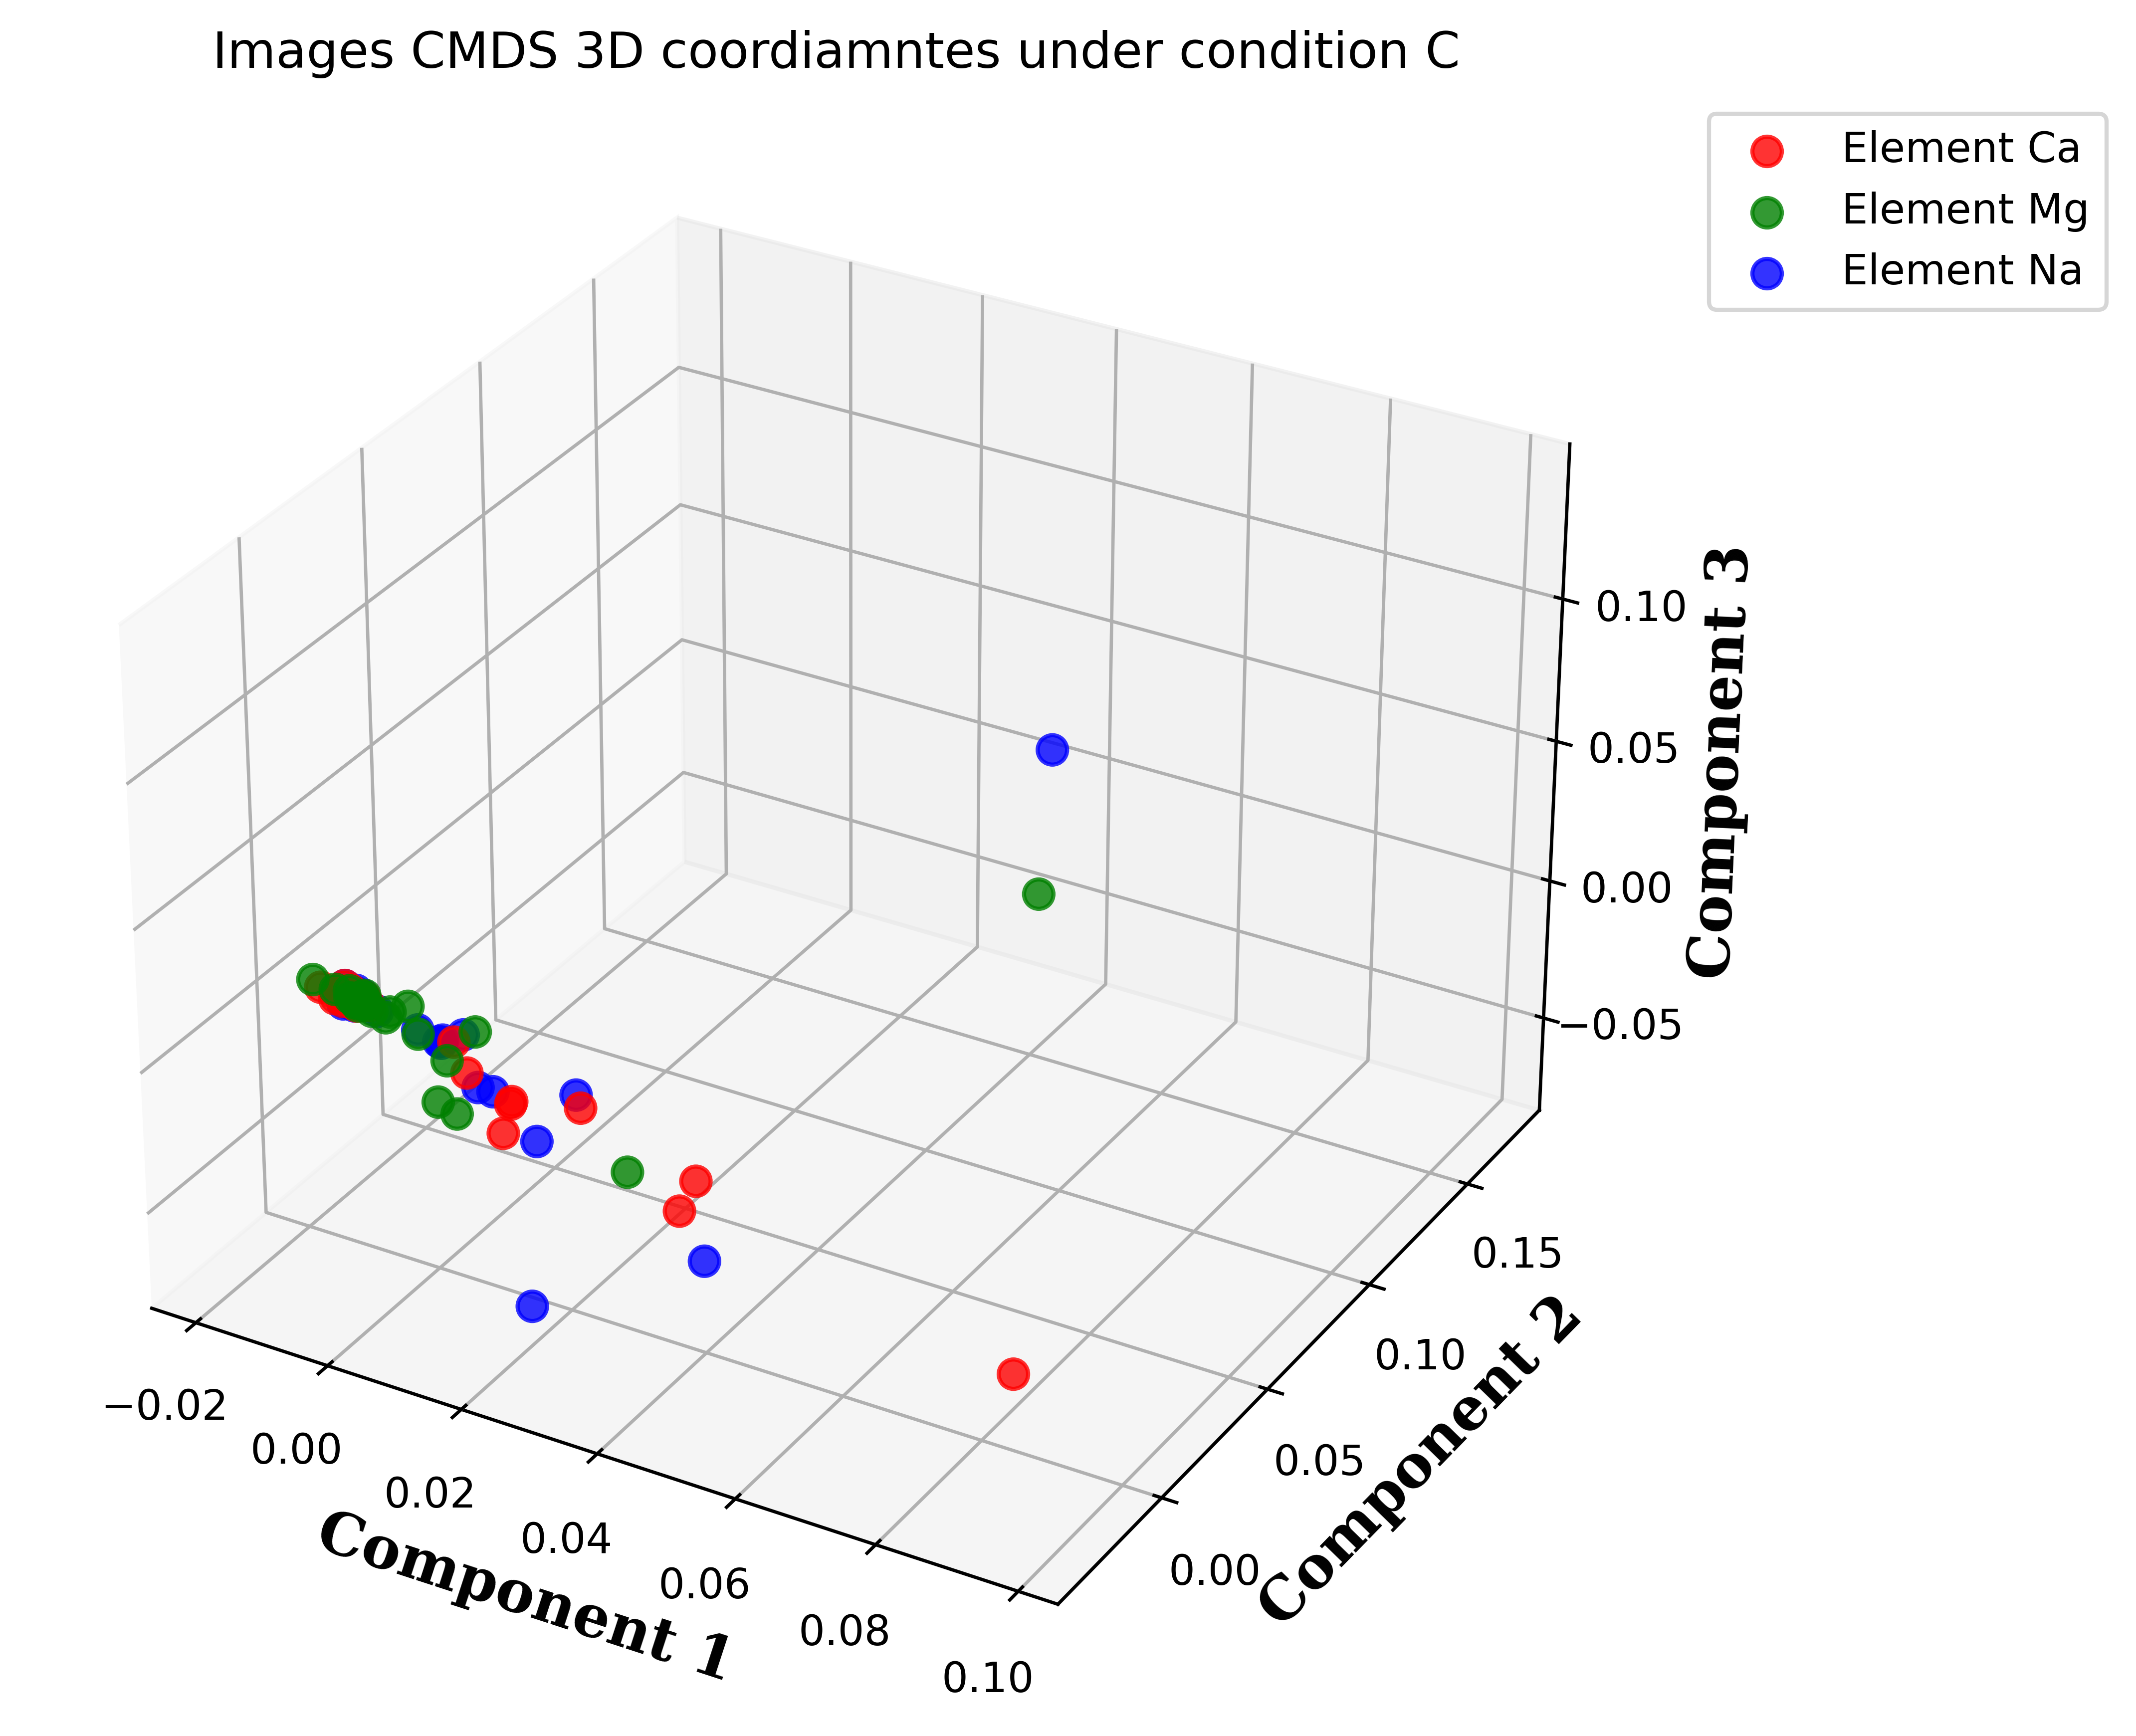 Images CMDS 3D coordiamntes under condition C
Element Ca
Element Mg
Element Na
0.10
0.05
0.00
−0.05
Component 3
0.15
0.10
0.05
0.00
Component 2
−0.02
0.00
0.02
0.04
0.06
0.08
0.10
Component 1